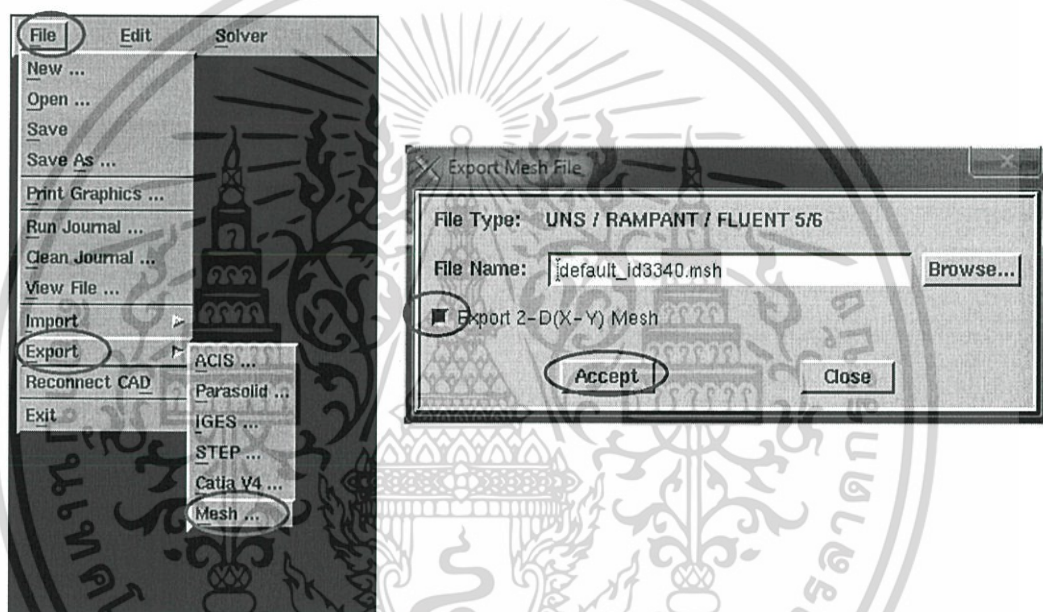 File Edit Solver
New ...
Open ...
Save
Save As ...
Print Graphics ...
Run Journal ...
Clean Journal ...
View File ...
Import
Export
Reconnect CAD
Exit
ACIS ...
Parasolid ...
IGES ...
STEP ...
Catia V4 ...
Mesh ...
Export Mesh File
File Type: UNS / RAMPANT / FLUENT 5/6
File Name: default_id3340.msh Browse...
Export 2-D(X-Y) Mesh
Accept Close